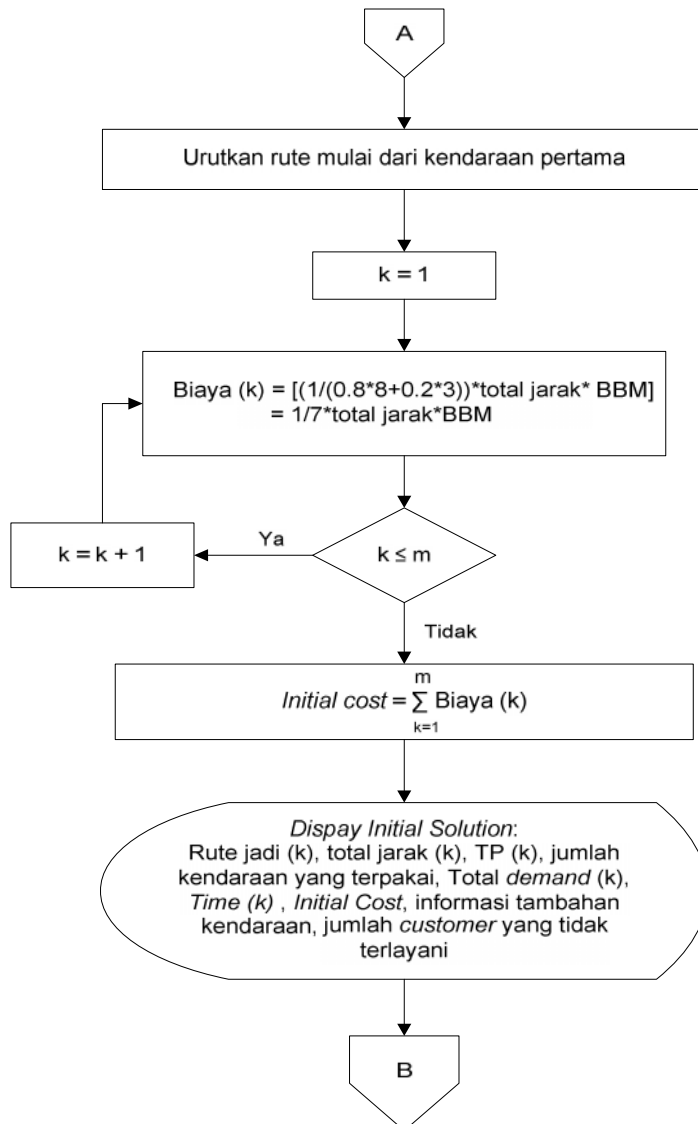 A
Urutkan rute mulai dari kendaraan pertama
k = 1
Biaya (k) = [(1/(0.8*8+0.2*3))*total jarak* BBM]
= 1/7*total jarak*BBM
Ya
k = k + 1
k ≤ m
Tidak
m
Initial cost = ∑ Biaya (k)
k=1
Dispay Initial Solution:
Rute jadi (k), total jarak (k), TP (k), jumlah
kendaraan yang terpakai, Total demand (k),
Time (k) , Initial Cost, informasi tambahan
kendaraan, jumlah customer yang tidak
terlayani
B